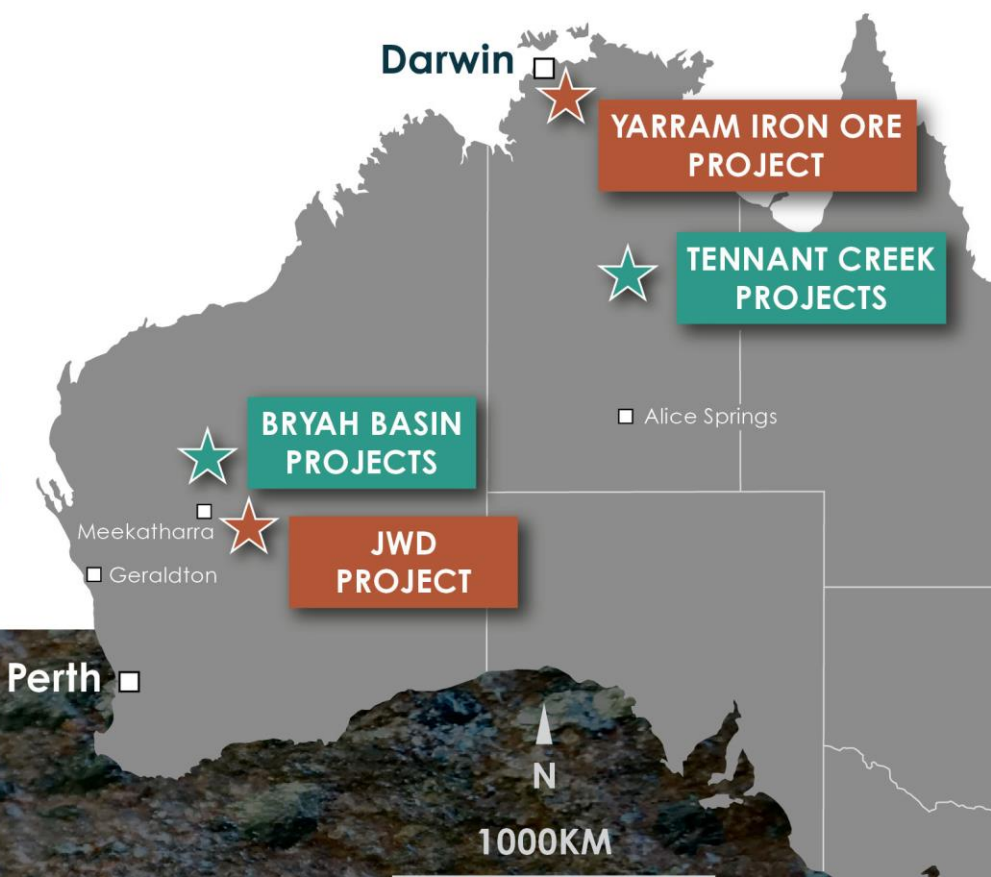 Darwin
YARRAM IRON ORE
PROJECT
TENNANT CREEK
PROJECTS
Alice Springs
BRYAH BASIN
PROJECTS
Meekatharra
JWD
PROJECT
Geraldton
Perth
N
1000KM